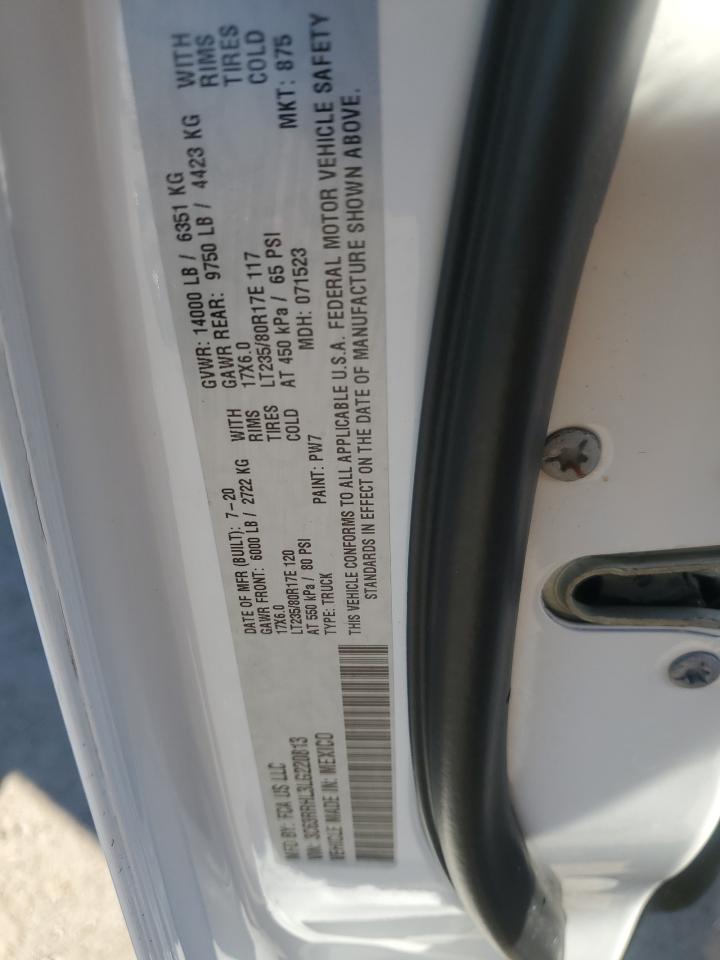 MFD BY: FCA US LLC
DATE OF MFR (BUILT): 7-20
GVWR: 14000 LB / 6351 KG
GAWR FRONT: 6000 LB / 2722 KG WITH
17X6.0 RIMS
LT235/80R17E 120 TIRES
AT 550 kPa / 80 PSI COLD
GAWR REAR: 9750 LB / 4423 KG WITH
17X6.0 RIMS
LT235/80R17E 117 TIRES
AT 450 kPa / 65 PSI COLD
VIN: 3C63RRHL3LG220813
TYPE: TRUCK PAINT: PW7 MDH: 071523 MKT: 875
VEHICLE MADE IN: MEXICO
THIS VEHICLE CONFORMS TO ALL APPLICABLE U.S.A. FEDERAL MOTOR VEHICLE SAFETY
STANDARDS IN EFFECT ON THE DATE OF MANUFACTURE SHOWN ABOVE.